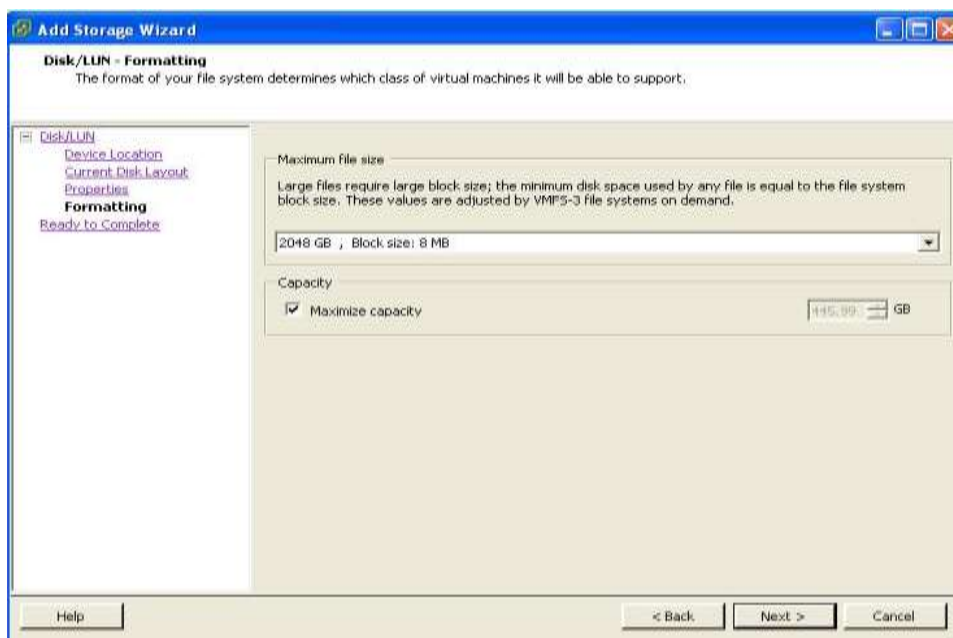 Add Storage Wizard
Disk/LUN - Formatting
The format of your file system determines which class of virtual machines it will be able to support.
Disk/LUN
Device Location
Current Disk Layout
Properties
Formatting
Ready to Complete
Maximum file size
Large files require large block size; the minimum disk space used by any file is equal to the file system
block size. These values are adjusted by VMFS-3 file systems on demand.
2048 GB , Block size: 8 MB
Capacity
Maximize capacity
445.99 GB
Help
< Back
Next >
Cancel